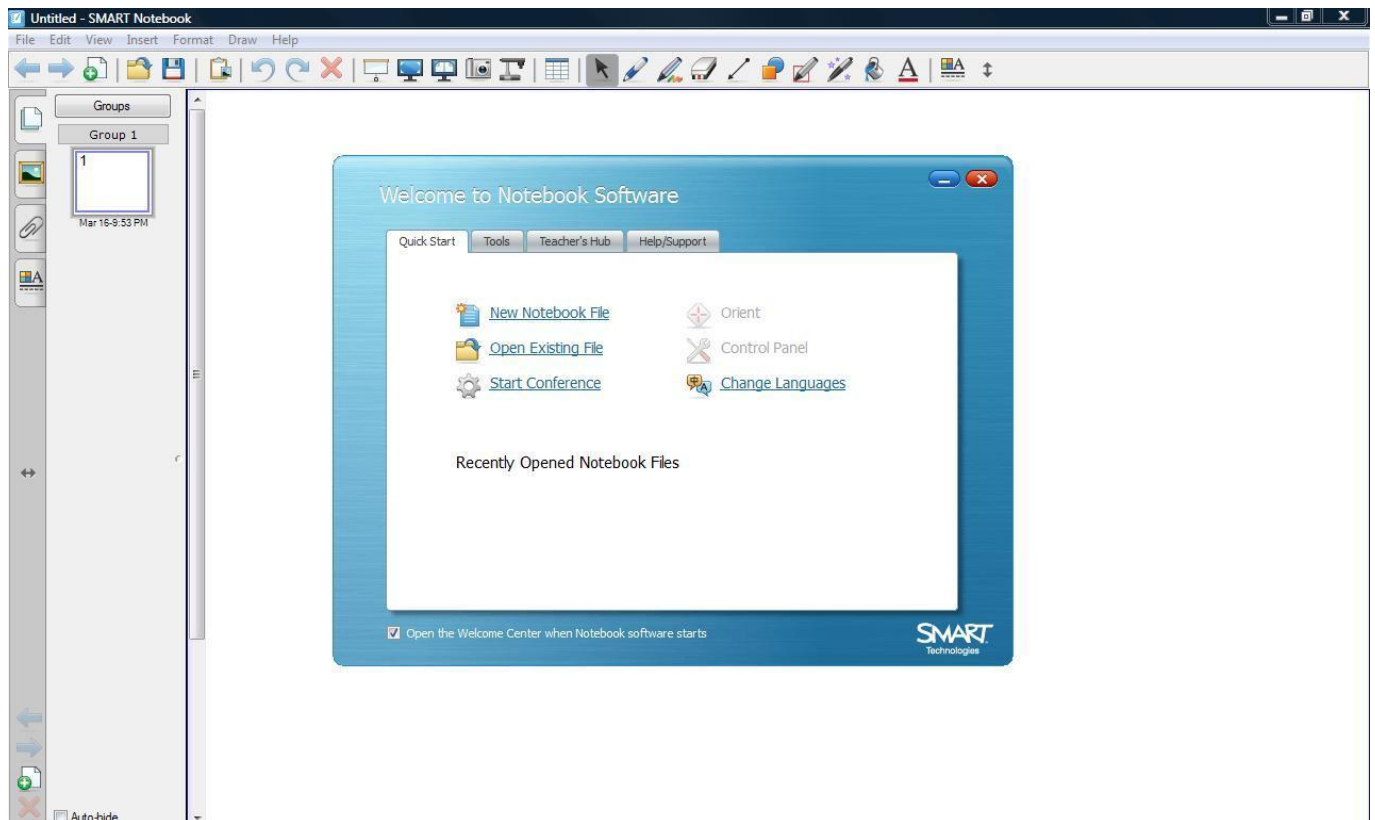 Untitled - SMART Notebook
File Edit View Insert Format Draw Help
Groups
Group 1
1
Mar 16-9:53 PM
Welcome to Notebook Software
Quick Start Tools Teacher's Hub Help/Support
New Notebook File Orient
Open Existing File Control Panel
Start Conference Change Languages
Recently Opened Notebook Files
Open the Welcome Center when Notebook software starts
SMART
Technologies
Auto-hide